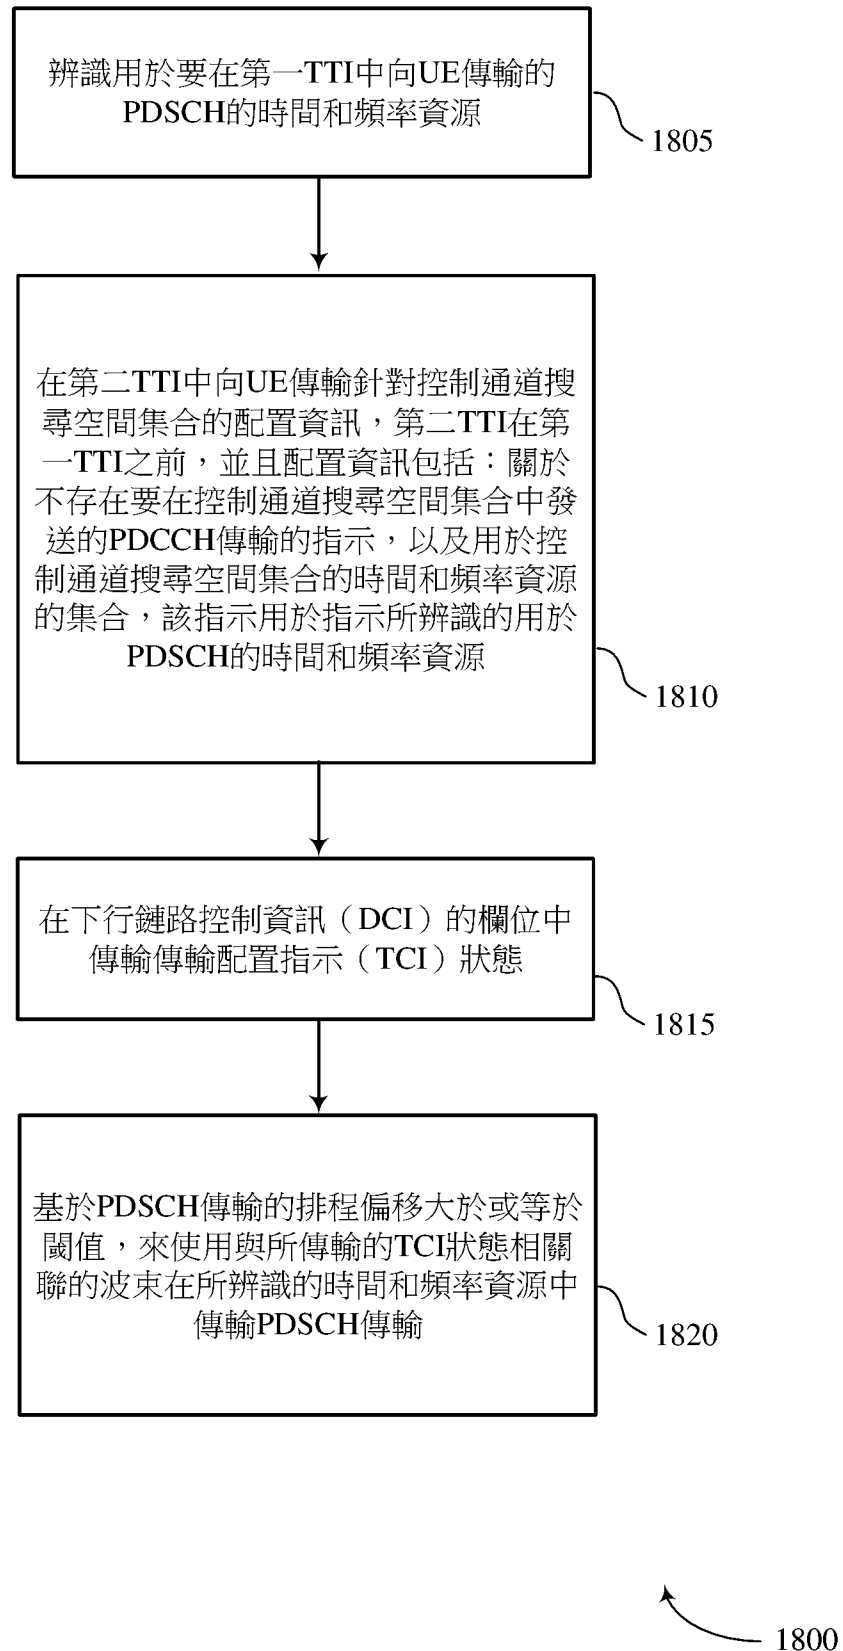 辨識用於要在第一TTI中向UE傳輸的
PDSCH的時間和頻率資源
1805
在第二TTI中向UE傳輸針對控制通道搜
尋空間集合的配置資訊，第二TTI在第
一TTI之前，並且配置資訊包括：關於
不存在要在控制通道搜尋空間集合中發
送的PDCCH傳輸的指示，以及用於控
制通道搜尋空間集合的時間和頻率資源
的集合，該指示用於指示所辨識的用於
PDSCH的時間和頻率資源
1810
在下行鏈路控制資訊（DCI）的欄位中
傳輸傳輸配置指示（TCI）狀態
1815
基於PDSCH傳輸的排程偏移大於或等於
閾值，來使用與所傳輸的TCI狀態相關
聯的波束在所辨識的時間和頻率資源中
傳輸PDSCH傳輸
1820
1800